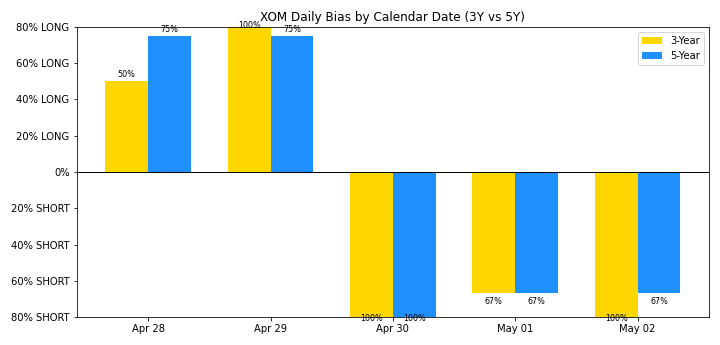 XOM Daily Bias by Calendar Date (3Y vs 5Y)
80% LONG
60% LONG
40% LONG
20% LONG
0%
20% SHORT
40% SHORT
60% SHORT
80% SHORT
50%
75%
100%
75%
100%
100%
67%
67%
100%
67%
3-Year
5-Year
Apr 28
Apr 29
Apr 30
May 01
May 02